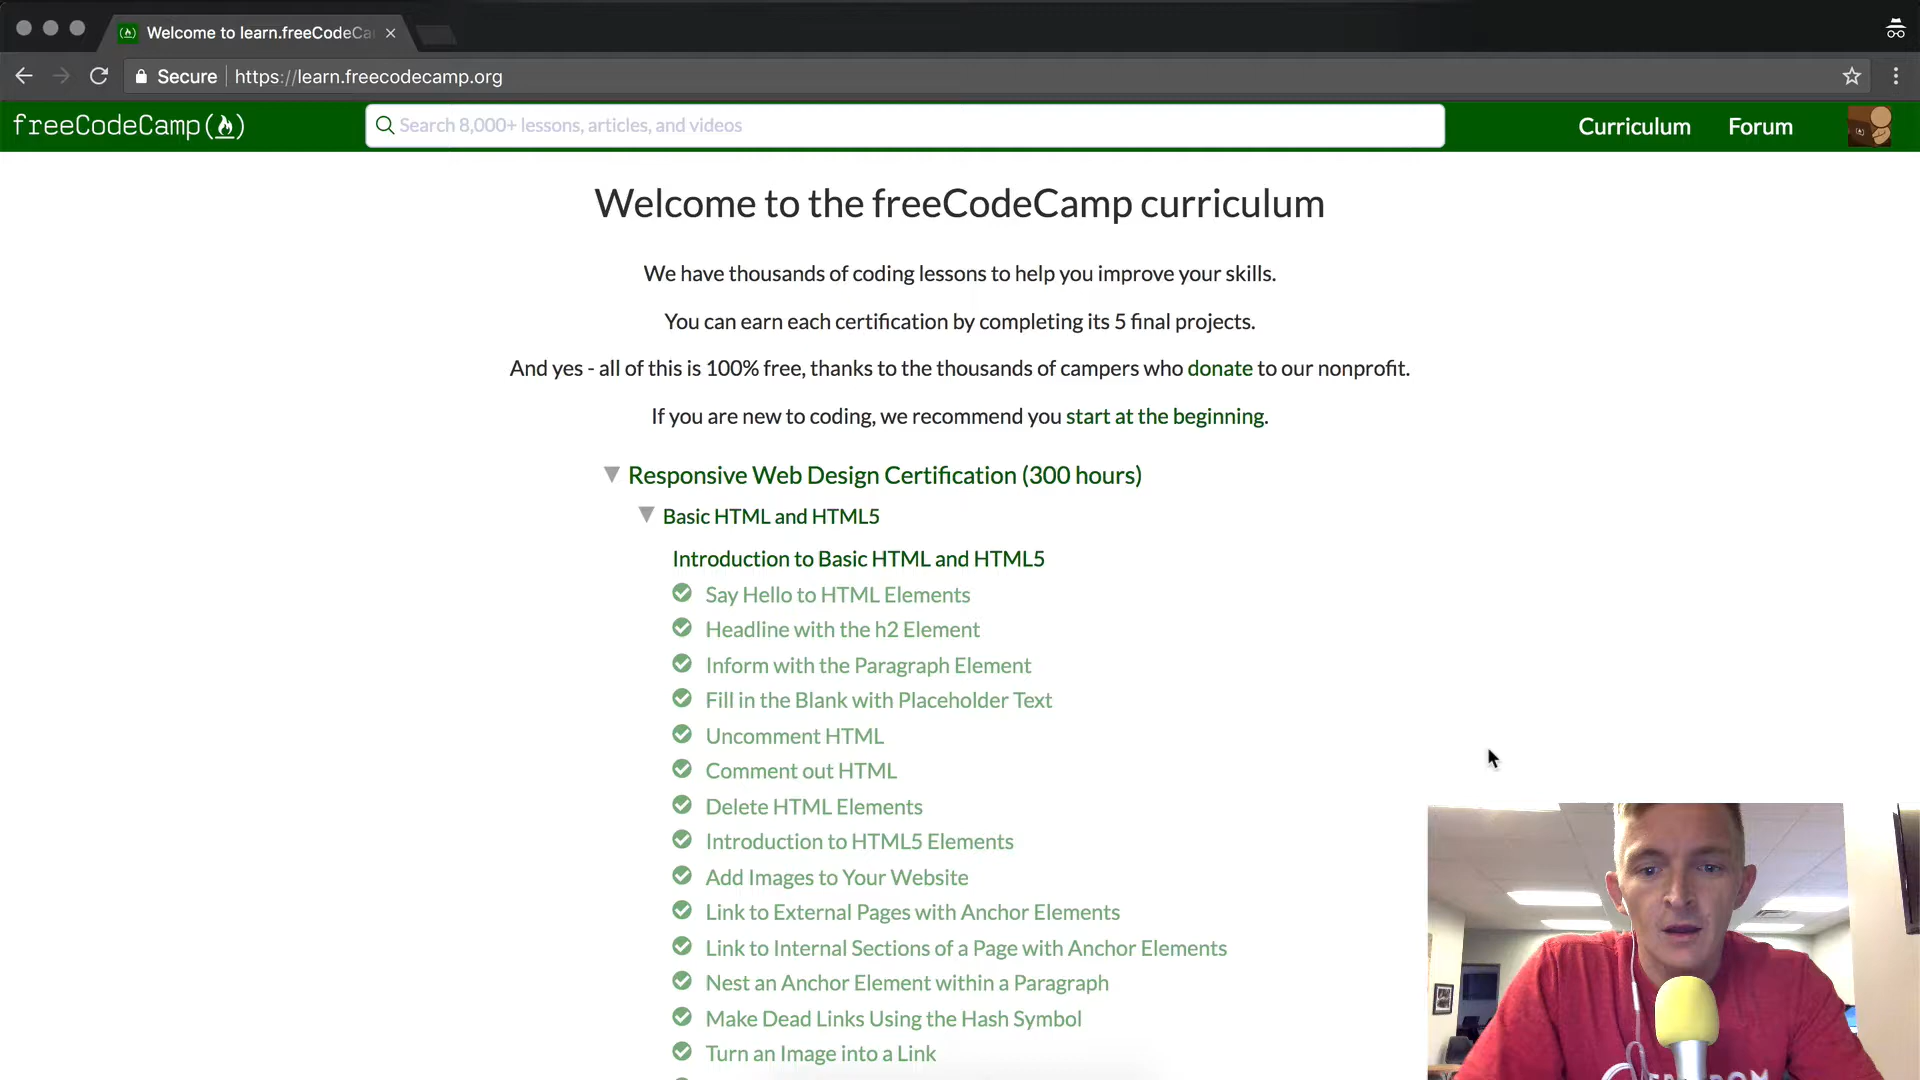 Welcome to learn.freeCodeCa
Secure https://learn.freecodecamp.org
freeCodeCamp
Search 8,000+ lessons, articles, and videos
Curriculum
Forum
Welcome to the freeCodeCamp curriculum
We have thousands of coding lessons to help you improve your skills.
You can earn each certification by completing its 5 final projects.
And yes - all of this is 100% free, thanks to the thousands of campers who donate to our nonprofit.
If you are new to coding, we recommend you start at the beginning.
Responsive Web Design Certification (300 hours)
Basic HTML and HTML5
Introduction to Basic HTML and HTML5
Say Hello to HTML Elements
Headline with the h2 Element
Inform with the Paragraph Element
Fill in the Blank with Placeholder Text
Uncomment HTML
Comment out HTML
Delete HTML Elements
Introduction to HTML5 Elements
Add Images to Your Website
Link to External Pages with Anchor Elements
Link to Internal Sections of a Page with Anchor Elements
Nest an Anchor Element within a Paragraph
Make Dead Links Using the Hash Symbol
Turn an Image into a Link